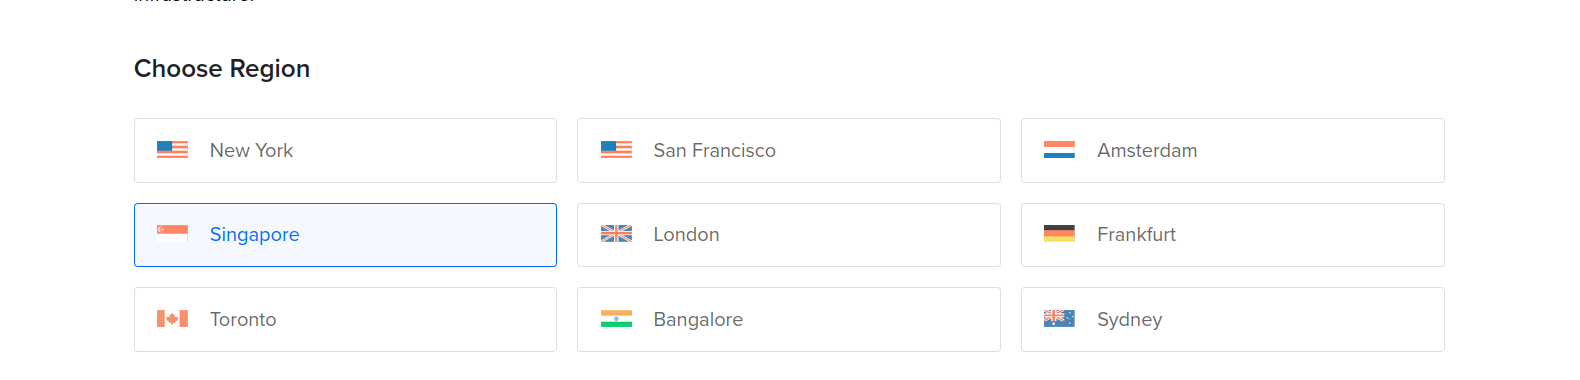 Choose Region
New York
San Francisco
Amsterdam
Singapore
London
Frankfurt
Toronto
Bangalore
Sydney